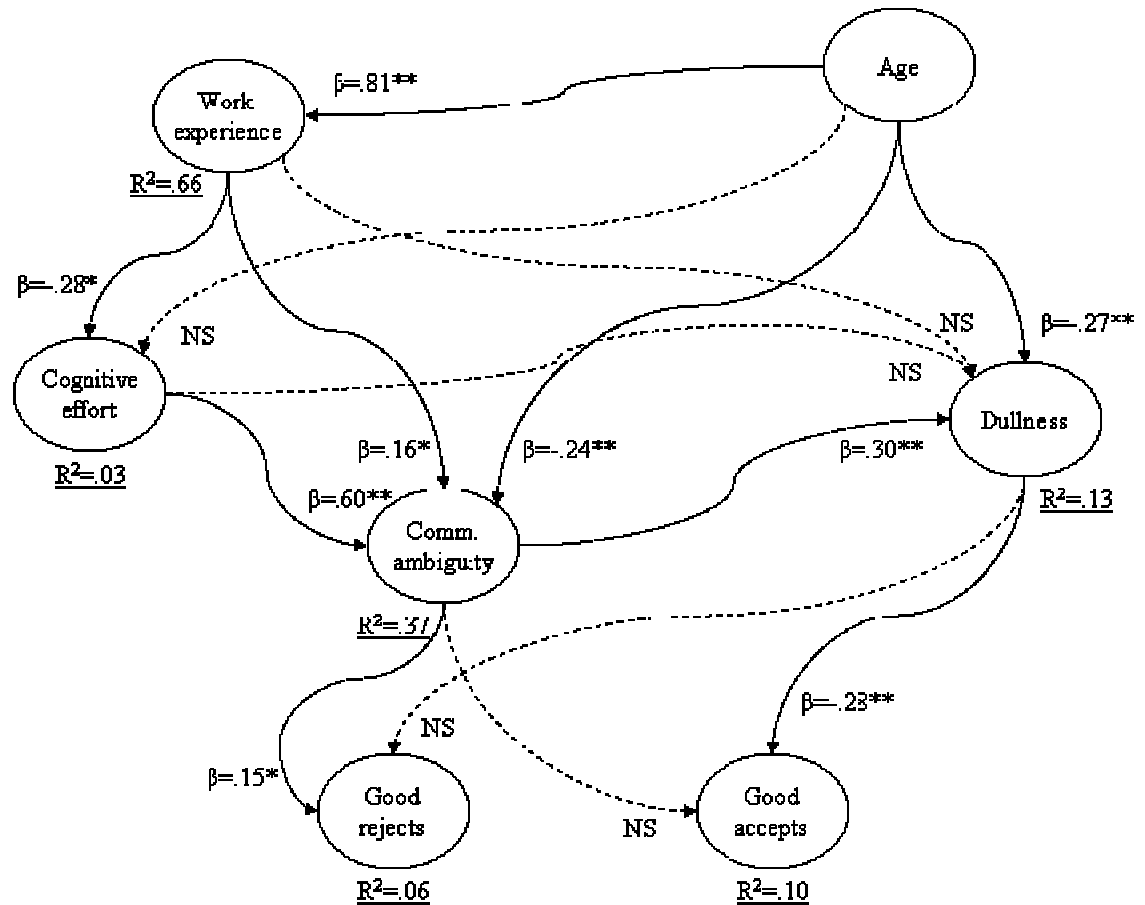 Age
β=.81**
Work
experience
R²=.66
β=-.28*
NS
NS
β=-.27**
NS
Cognitive
effort
Dullness
β=.16*
β=-.24**
β=.30**
R²=.03
β=.60**
R²=.13
Comm.
ambiguity
R²=.37
β=-.23**
NS
β=.15*
Good
rejects
Good
accepts
NS
R²=.06
R²=.10